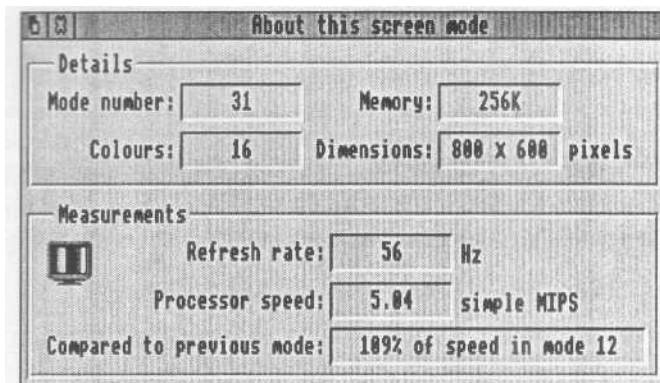 About this screen mode
Details
Mode number: 31 Memory: 256K
Colours: 16 Dimensions: 800 X 600 pixels
Measurements
Refresh rate: 56 Hz
Processor speed: 5.04 simple MIPS
Compared to previous mode: 109% of speed in mode 12